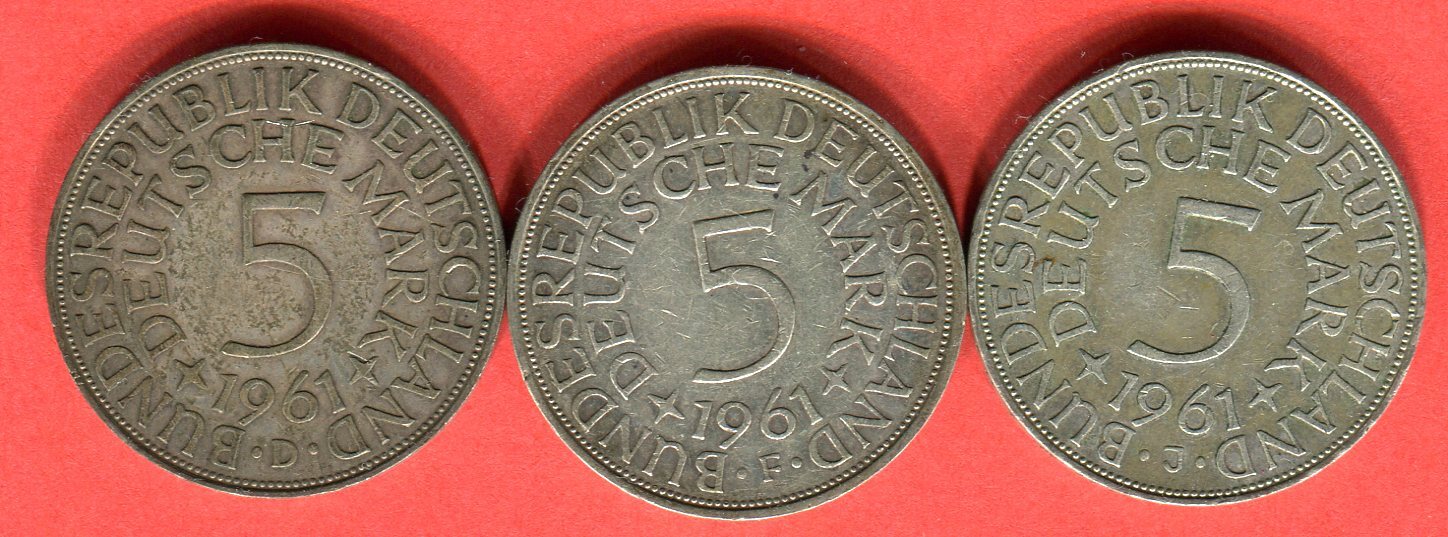 BUNDESREPUBLIK DEUTSCHLAND
DEUTSCHE MARK
5
1961
· D ·
BUNDESREPUBLIK DEUTSCHLAND
DEUTSCHE MARK
5
1961
· F ·
BUNDESREPUBLIK DEUTSCHLAND
DEUTSCHE MARK
5
1961
· J ·